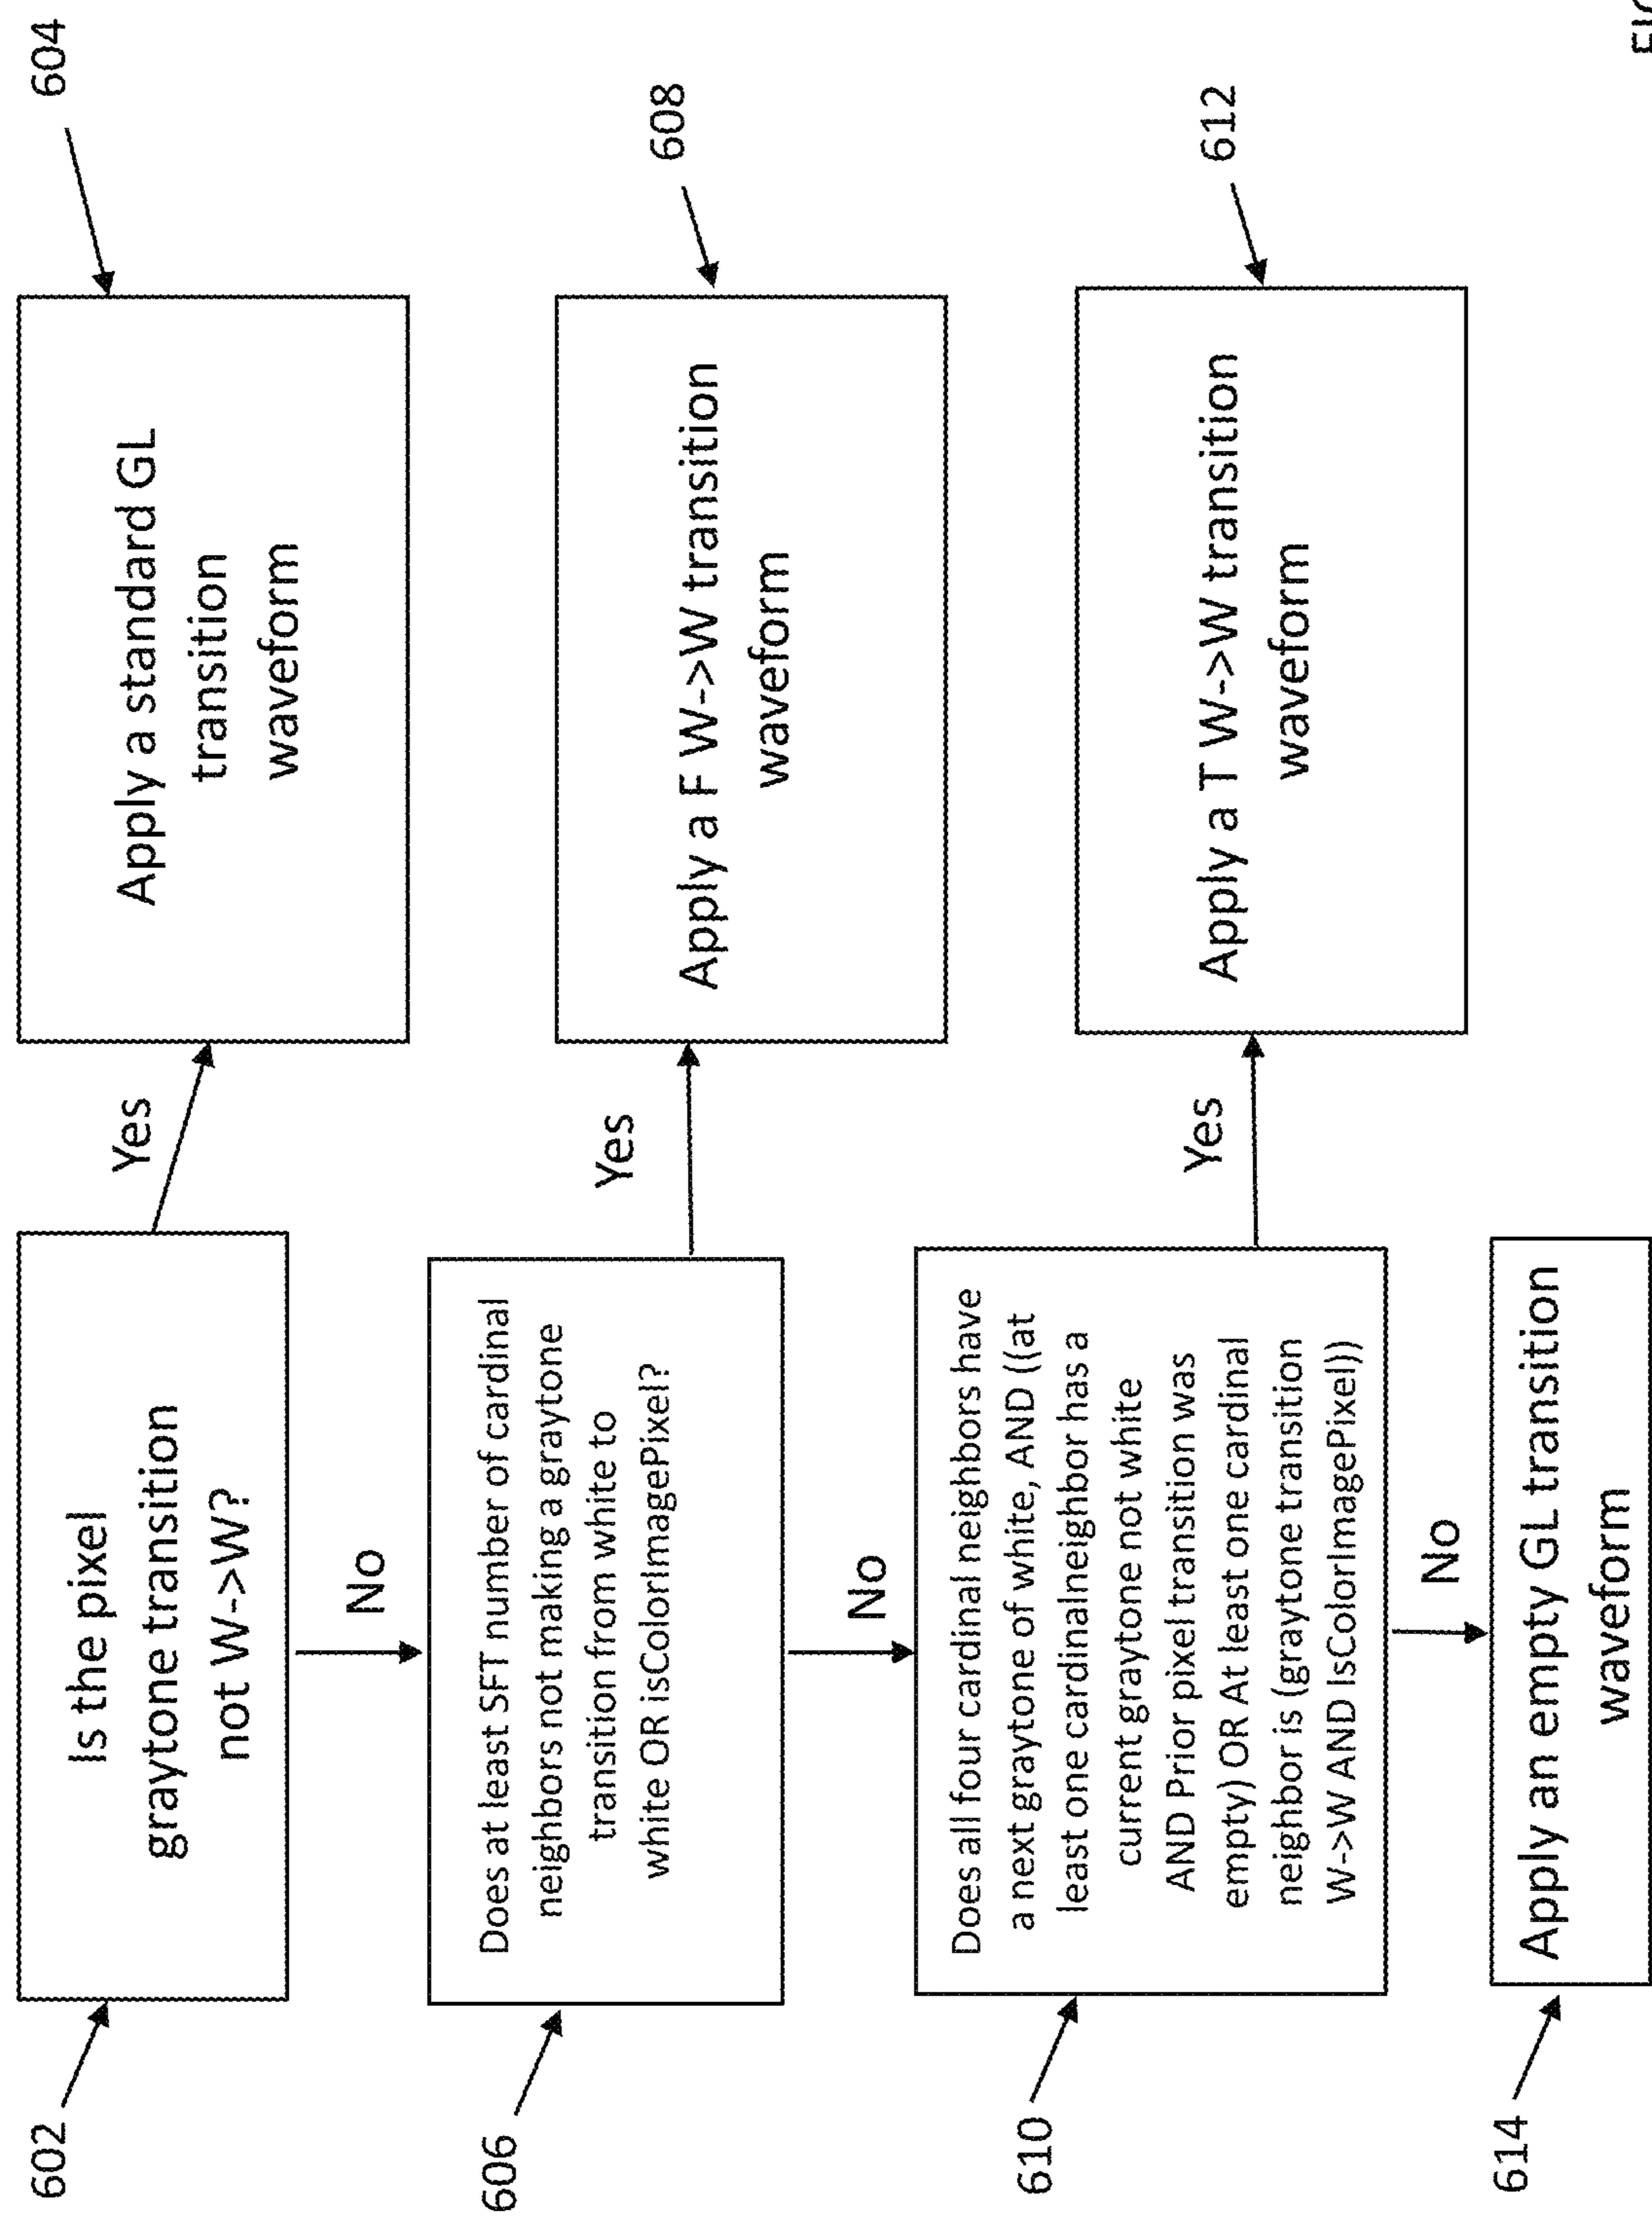 602
Is the pixel
graytone transition
not W->W?
Yes
604
Apply a standard GL
transition
waveform
No
606
Does at least SFT number of cardinal
neighbors not making a graytone
transition from white to
white OR isColorImagePixel?
Yes
608
Apply a F W->W transition
waveform
No
610
Does all four cardinal neighbors have
a next graytone of white, AND ((at
least one cardinalneighbor has a
current graytone not white
AND Prior pixel transition was
empty) OR At least one cardinal
neighbor is (graytone transition
W->W AND IsColorImagePixel))
Yes
612
Apply a T W->W transition
waveform
No
614
Apply an empty GL transition
waveform